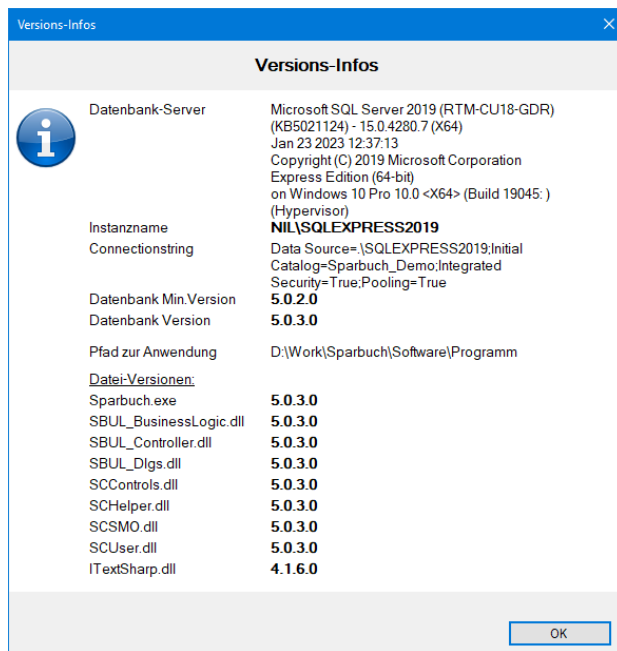 Versions-Infos
Versions-Infos
Datenbank-Server Microsoft SQL Server 2019 (RTM-CU18-GDR)
(KB5021124) - 15.0.4280.7 (X64)
Jan 23 2023 12:37:13
Copyright (C) 2019 Microsoft Corporation
Express Edition (64-bit)
on Windows 10 Pro 10.0 <X64> (Build 19045: )
(Hypervisor)
Instanzname NIL\SQLEXPRESS2019
Connectionstring Data Source=.\SQLEXPRESS2019;Initial
Catalog=Sparbuch_Demo;Integrated
Security=True;Pooling=True
Datenbank Min.Version 5.0.2.0
Datenbank Version 5.0.3.0
Pfad zur Anwendung D:\Work\Sparbuch\Software\Programm
Datei-Versionen:
Sparbuch.exe 5.0.3.0
SBUL_BusinessLogic.dll 5.0.3.0
SBUL_Controller.dll 5.0.3.0
SBUL_Dlgs.dll 5.0.3.0
SCControls.dll 5.0.3.0
SCHelper.dll 5.0.3.0
SCSMO.dll 5.0.3.0
SCUser.dll 5.0.3.0
ITextSharp.dll 4.1.6.0
OK